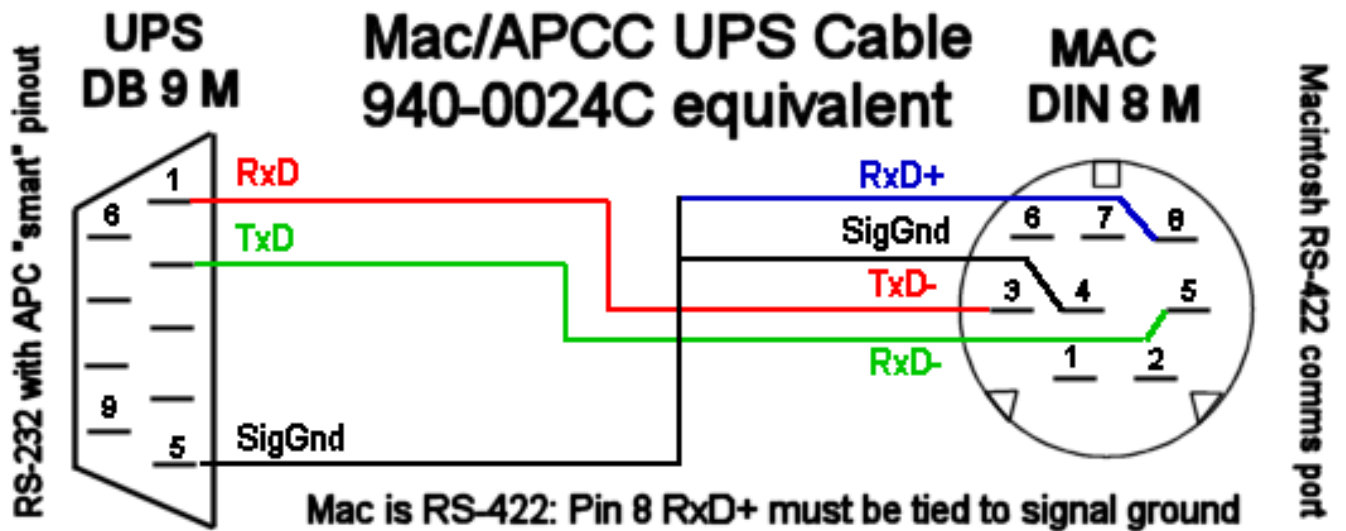 UPS
DB 9 M
Mac/APCC UPS Cable
940-0024C equivalent
MAC
DIN 8 M
RS-232 with APC "smart" pinout
1
RxD
6
TxD
9
5
SigGnd
RxD+
SigGnd
TxD-
RxD-
6
7
8
3
4
5
1
2
Macintosh RS-422 comms port
Mac is RS-422: Pin 8 RxD+ must be tied to signal ground